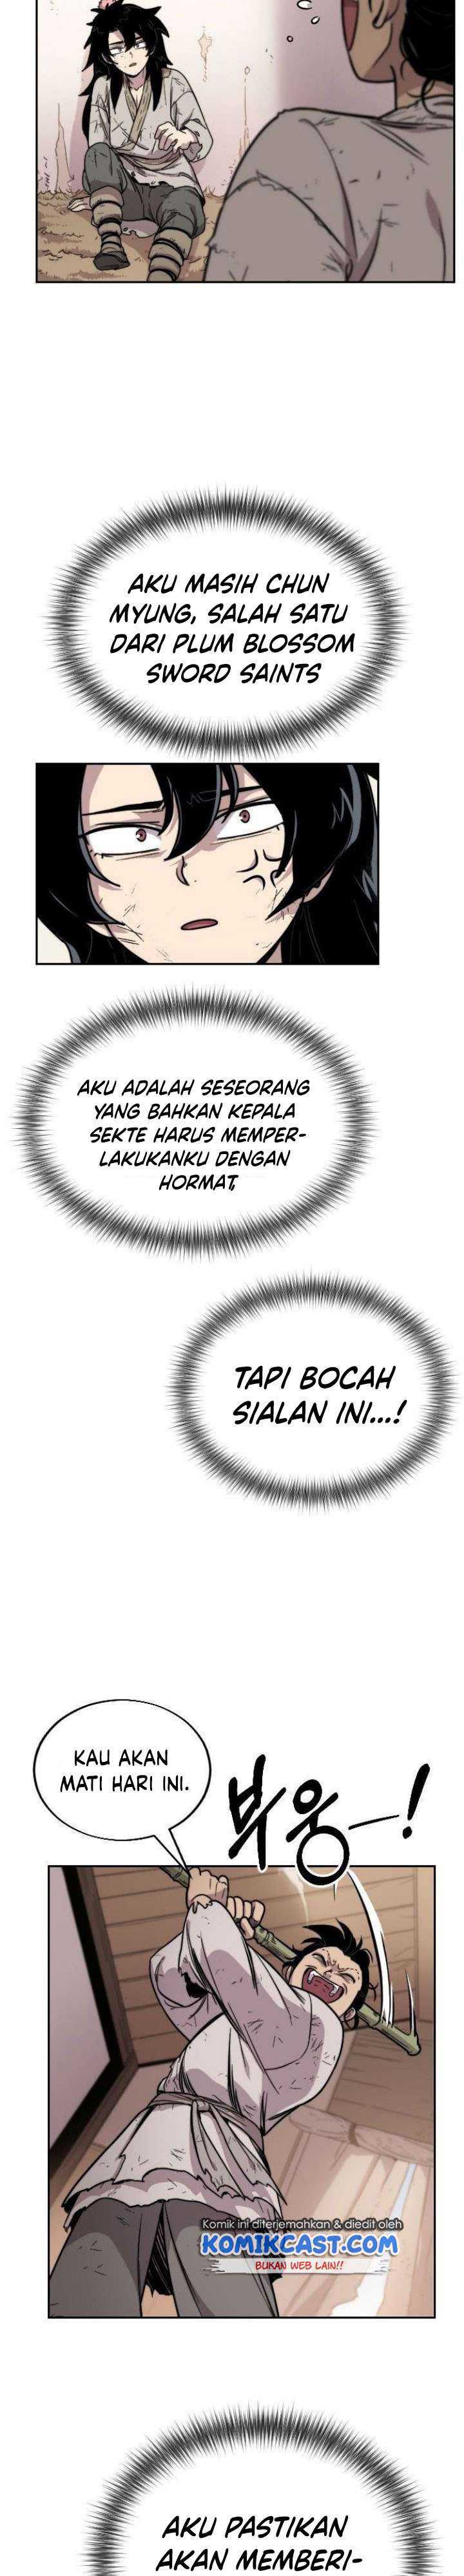 AKU MASIH CHUN
MYUNG, SALAH SATU
DARI PLUM BLOSSOM
SWORD SAINTS
AKU ADALAH SESEORANG
YANG BAHKAN KEPALA
SEKTE HARUS MEMPER-
LAKUKANKU DENGAN
HORMAT,
TAPI BOCAH
SIALAN INI...!
KAU AKAN
MATI HARI INI.
부웅—!
Komik ini diterjemahkan & diedit oleh
KOMIKCAST.COM
BUKAN WEB LAIN!!
AKU PASTIKAN
AKAN MEMBERI-